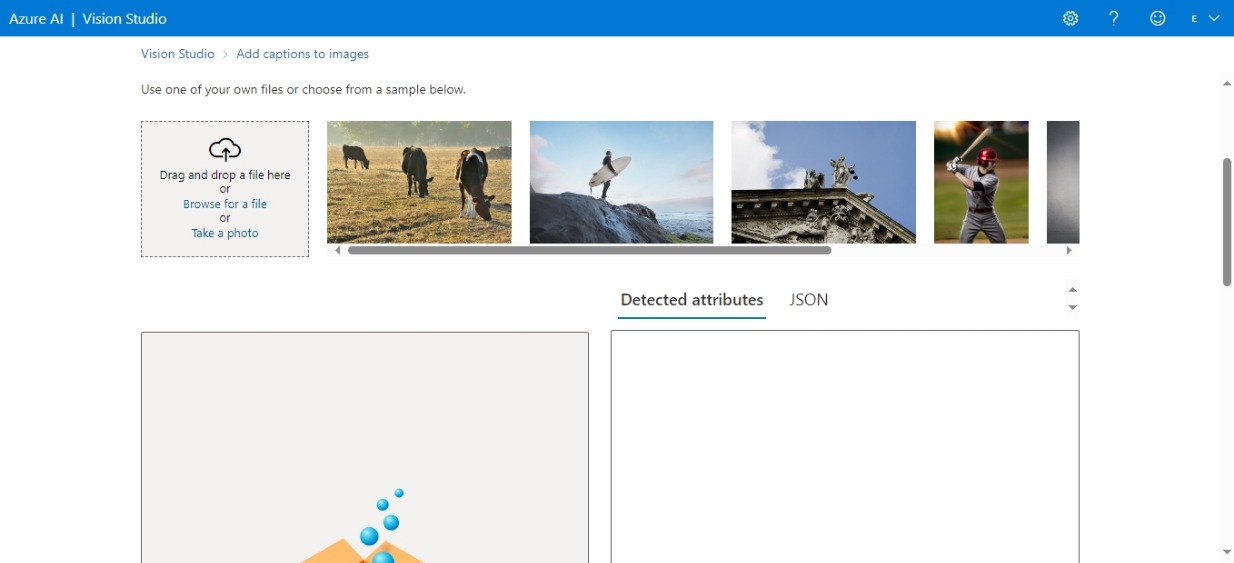 Azure AI | Vision Studio
E
Vision Studio > Add captions to images
Use one of your own files or choose from a sample below.
Drag and drop a file here
or
Browse for a file
or
Take a photo
Detected attributes JSON